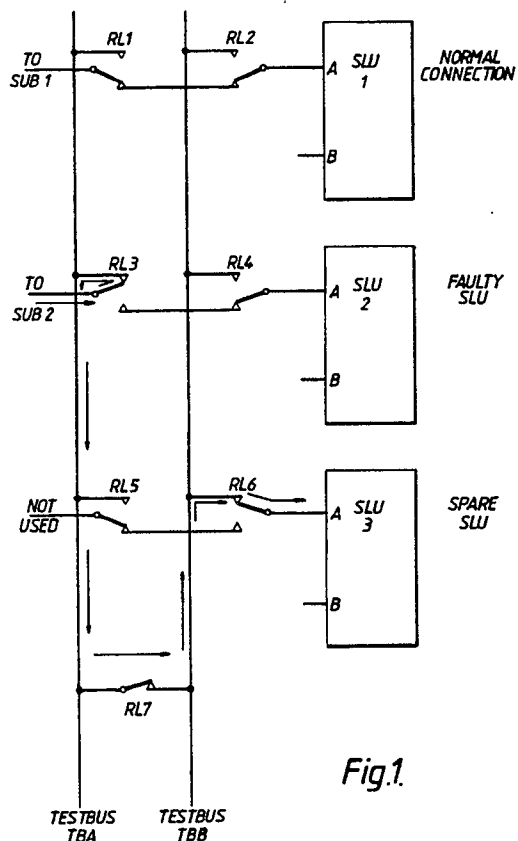 RL1 RL2
TO
SUB 1
A SLU
1
B
NORMAL
CONNECTION
RL3 RL4
TO
SUB 2
A SLU
2
B
FAULTY
SLU
RL5 RL6
NOT
USED
A SLU
3
B
SPARE
SLU
RL7
Fig.1.
TESTBUS
TBA
TESTBUS
TBB